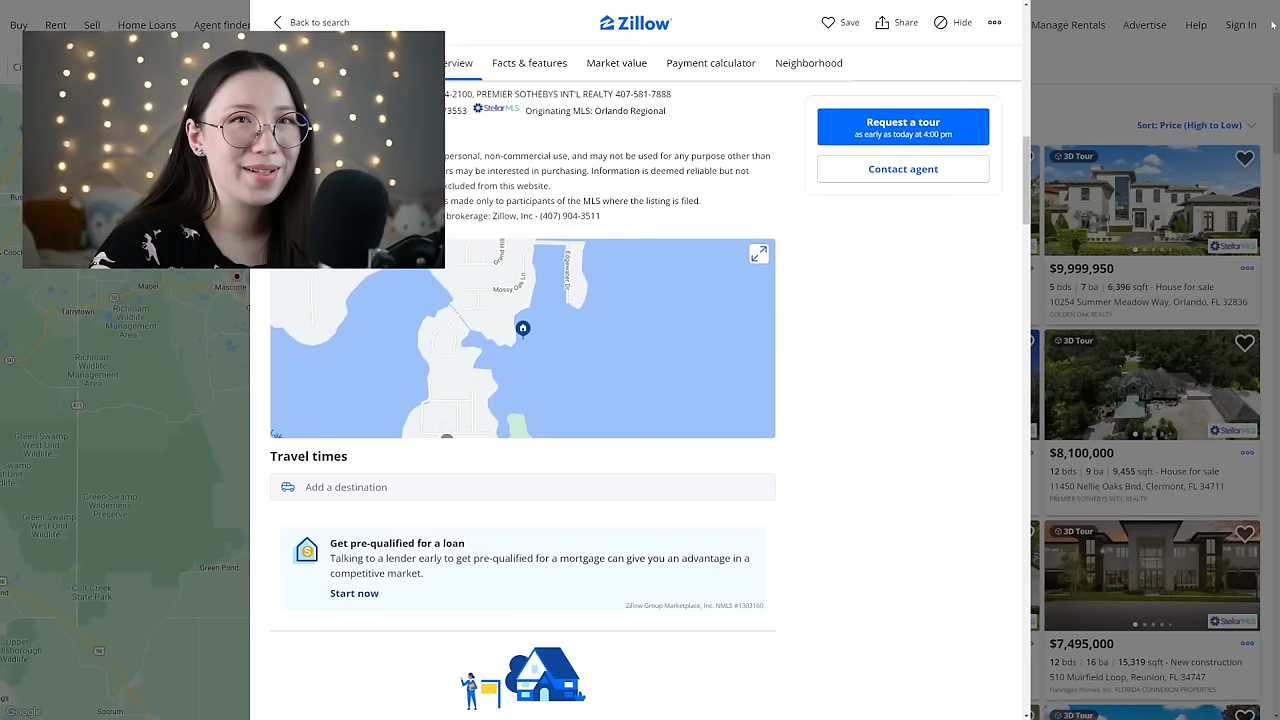 Buy
Rent
Sell
Home Loans
Agent finder
Back to search
Zillow
Save
Share
Hide
Manage Rentals
Advertise
Help
Sign In
Facts & features
Market value
Payment calculator
Neighborhood
4-2100, PREMIER SOTHEBYS INT'L REALTY 407-581-7888
StellarMLS
Originating MLS: Orlando Regional
personal, non-commercial use, and may not be used for any purpose other than
rs may be interested in purchasing. Information is deemed reliable but not
xcluded from this website.
s made only to participants of the MLS where the listing is filed.
brokerage: Zillow, Inc - (407) 904-3511
Request a tour
as early as today at 4:00 pm
Contact agent
Mossy Oak Ln
Edgewater Dr
Travel times
Add a destination
Get pre-qualified for a loan
Talking to a lender early to get pre-qualified for a mortgage can give you an advantage in a
competitive market.
Start now
Zillow Group Marketplace, Inc. NMLS #1303160
Sort: Price (High to Low)
3D Tour
StellarMLS
$9,999,950
5 bds | 7 ba | 6,396 sqft - House for sale
10254 Summer Meadow Way, Orlando, FL 32836
GOLDEN OAK REALTY
3D Tour
StellarMLS
$8,100,000
12 bds | 9 ba | 9,455 sqft - House for sale
11450 Nellie Oaks Bnd, Clermont, FL 34711
PREMIER SOTHEBYS INT'L REALTY
3D Tour
StellarMLS
$7,495,000
12 bds | 16 ba | 15,319 sqft - New construction
510 Muirfield Loop, Reunion, FL 34747
FLORIDA CONNEXION PROPERTIES
3D Tour
Mabel
Mascotte
Tarrytown
Richloam
Wildlife
Management
Area
Richloam
Wildlife
Management
Area
50
471
Green Swamp
West Unit
Wildlife
Green Swamp
Wilderness
Preserve
Green Pond
Colt Creek
State Park
98
Socrum
Google